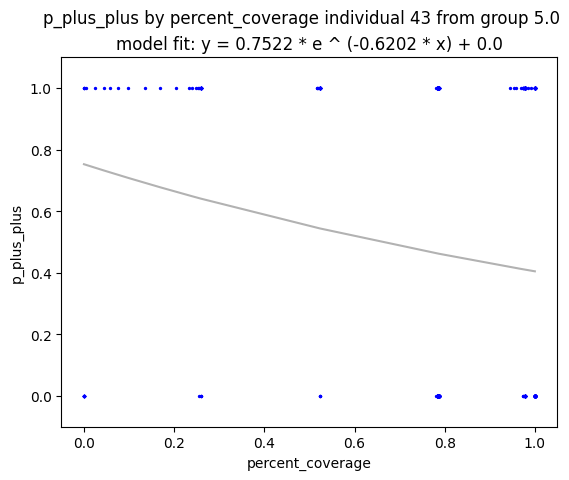 p_plus_plus by percent_coverage individual 43 from group 5.0
model fit: y = 0.7522 * e ^ (-0.6202 * x) + 0.0
1.0
0.8
0.6
0.4
0.2
0.0
p_plus_plus
0.0 0.2 0.4 0.6 0.8 1.0
percent_coverage